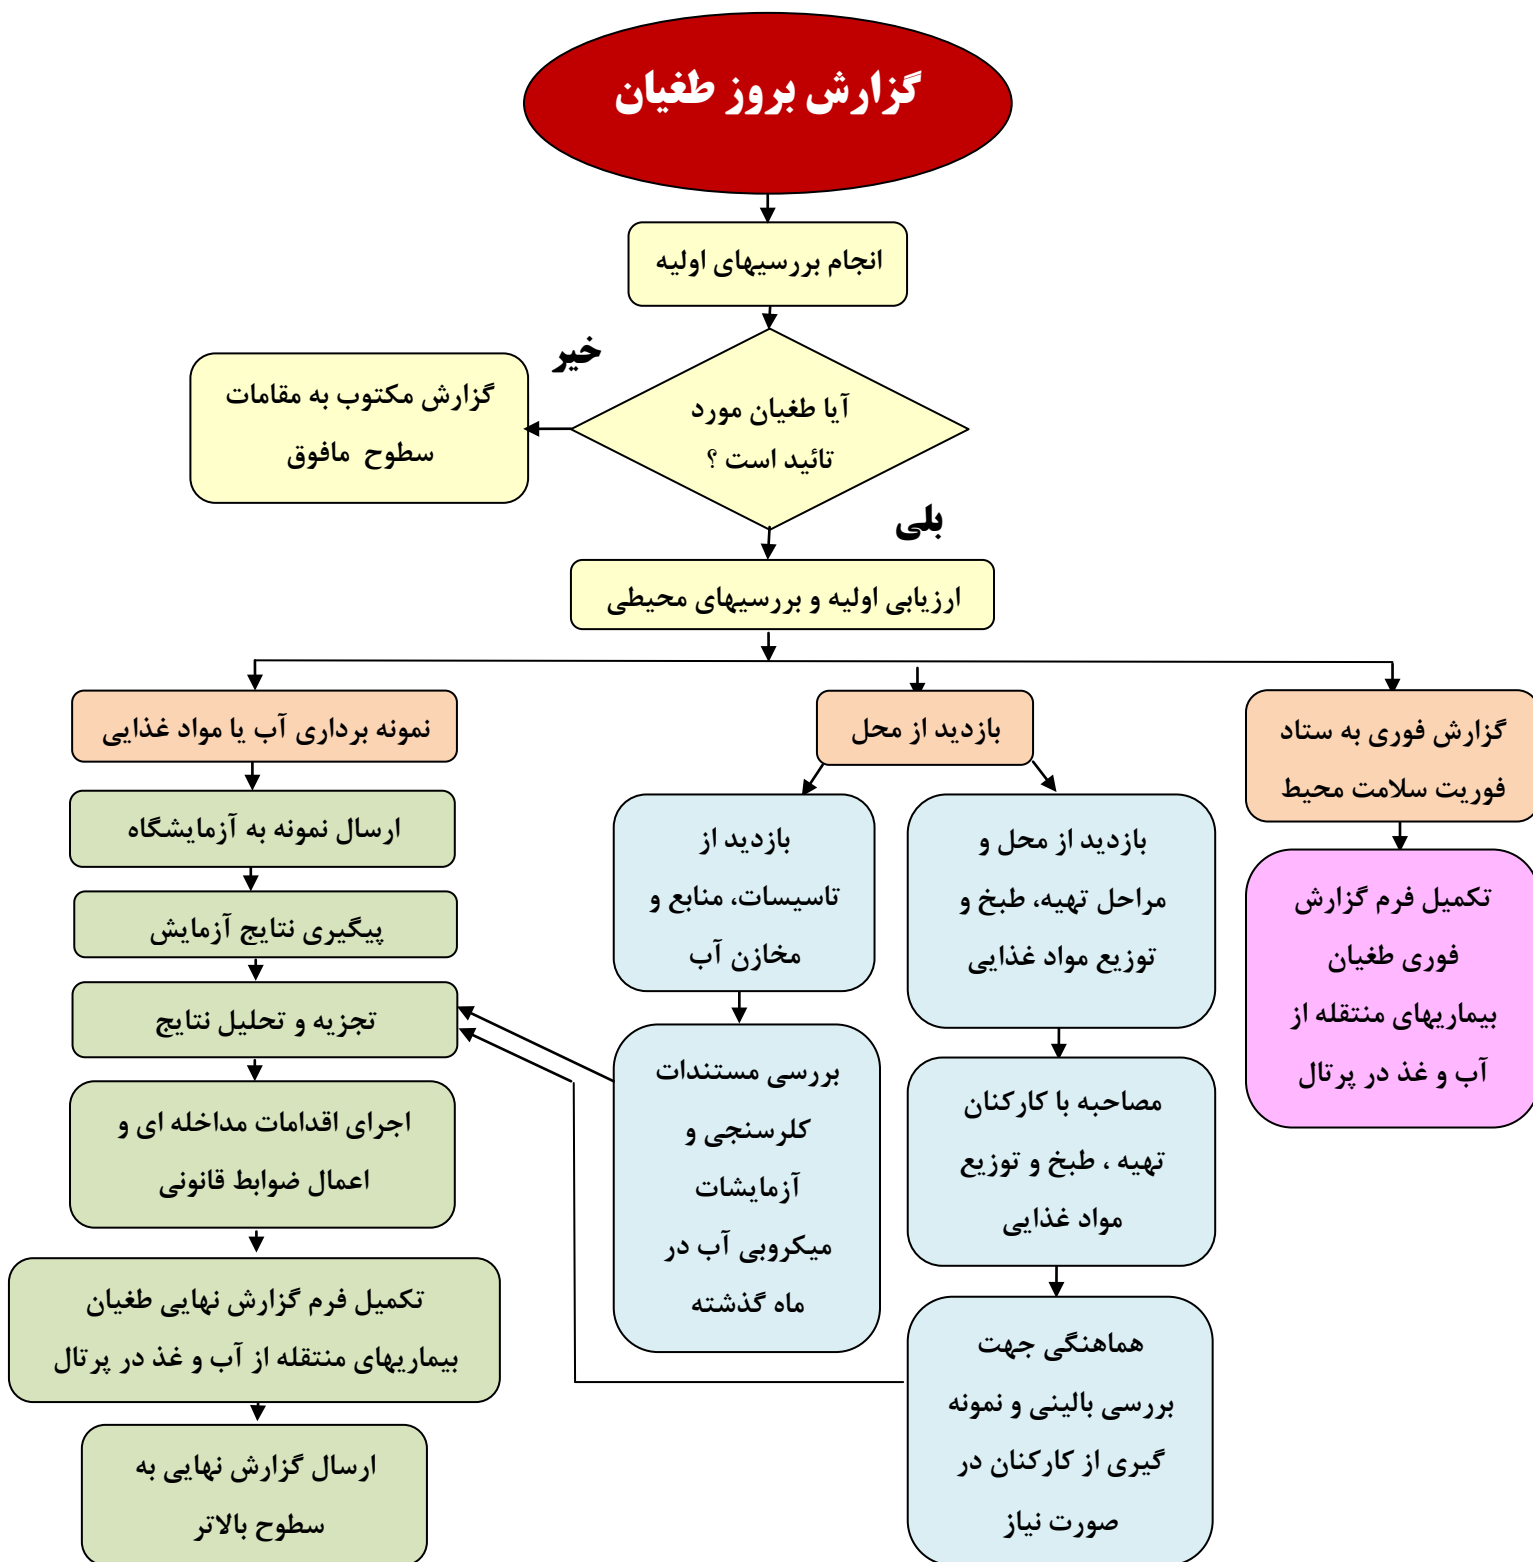 گزارش بروز طغیان
انجام بررسیهای اولیه
خیر
گزارش مکتوب به مقامات
سطوح مافوق
آیا طغیان مورد
تائید است ؟
بلی
ارزیابی اولیه و بررسیهای محیطی
گزارش فوری به ستاد
فوریت سلامت محیط
تکمیل فرم گزارش
فوری طغیان
بیماریهای منتقله از
آب و غذ در پرتال
بازدید از محل
بازدید از محل و
مراحل تهیه، طبخ و
توزیع مواد غذایی
مصاحبه با کارکنان
تهیه ، طبخ و توزیع
مواد غذایی
هماهنگی جهت
بررسی بالینی و نمونه
گیری از کارکنان در
صورت نیاز
بازدید از
تاسیسات، منابع و
مخازن آب
بررسی مستندات
کلرسنجی و
آزمایشات
میکروبی آب در
ماه گذشته
نمونه برداری آب یا مواد غذایی
ارسال نمونه به آزمایشگاه
پیگیری نتایج آزمایش
تجزیه و تحلیل نتایج
اجرای اقدامات مداخله ای و
اعمال ضوابط قانونی
تکمیل فرم گزارش نهایی طغیان
بیماریهای منتقله از آب و غذ در پرتال
ارسال گزارش نهایی به
سطوح بالاتر